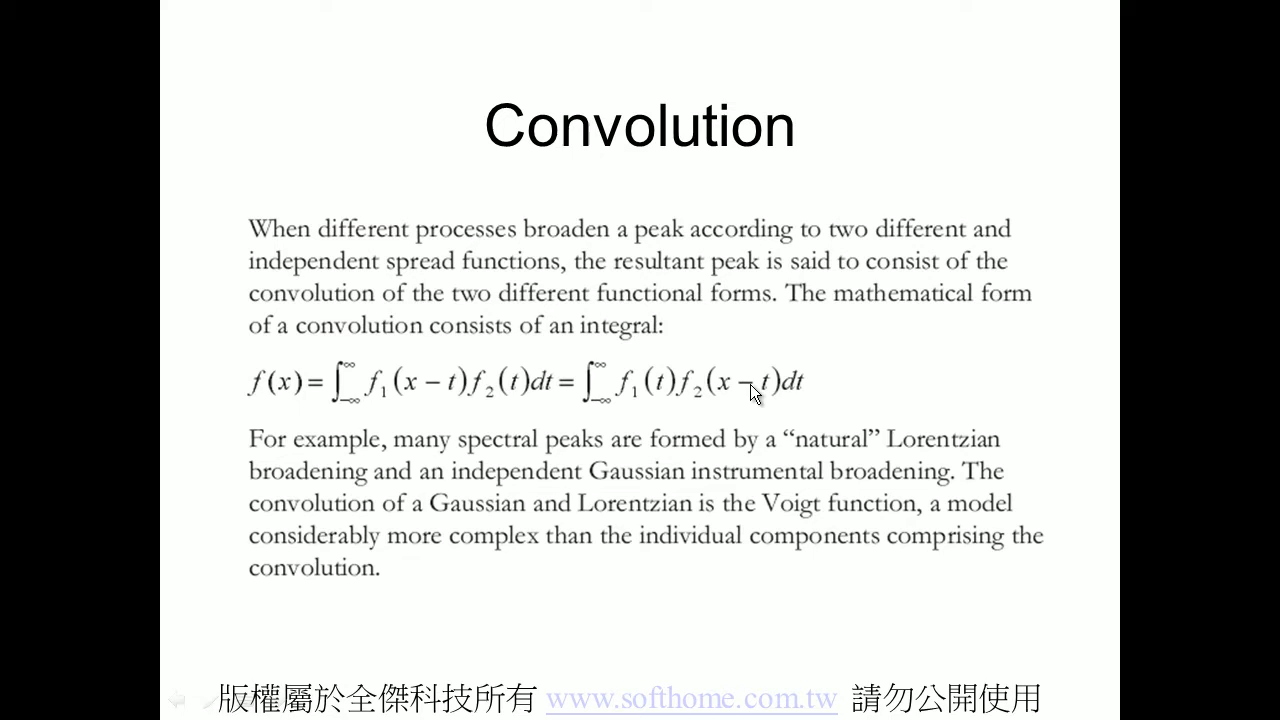 Convolution
When different processes broaden a peak according to two different and
independent spread functions, the resultant peak is said to consist of the
convolution of the two different functional forms. The mathematical form
of a convolution consists of an integral:
f(x) = ∫_{-∞}^{∞} f₁(x − t) f₂(t)dt = ∫_{-∞}^{∞} f₁(t) f₂(x − t)dt
For example, many spectral peaks are formed by a “natural” Lorentzian
broadening and an independent Gaussian instrumental broadening. The
convolution of a Gaussian and Lorentzian is the Voigt function, a model
considerably more complex than the individual components comprising the
convolution.
版權屬於全傑科技所有 www.softhome.com.tw 請勿公開使用